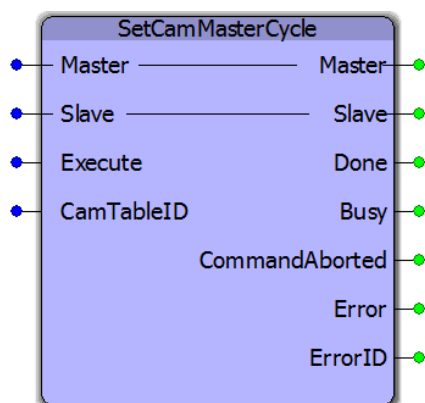 SetCamMasterCycle
Master Master
Slave Slave
Execute Done
CamTableID Busy
CommandAborted
Error
ErrorID